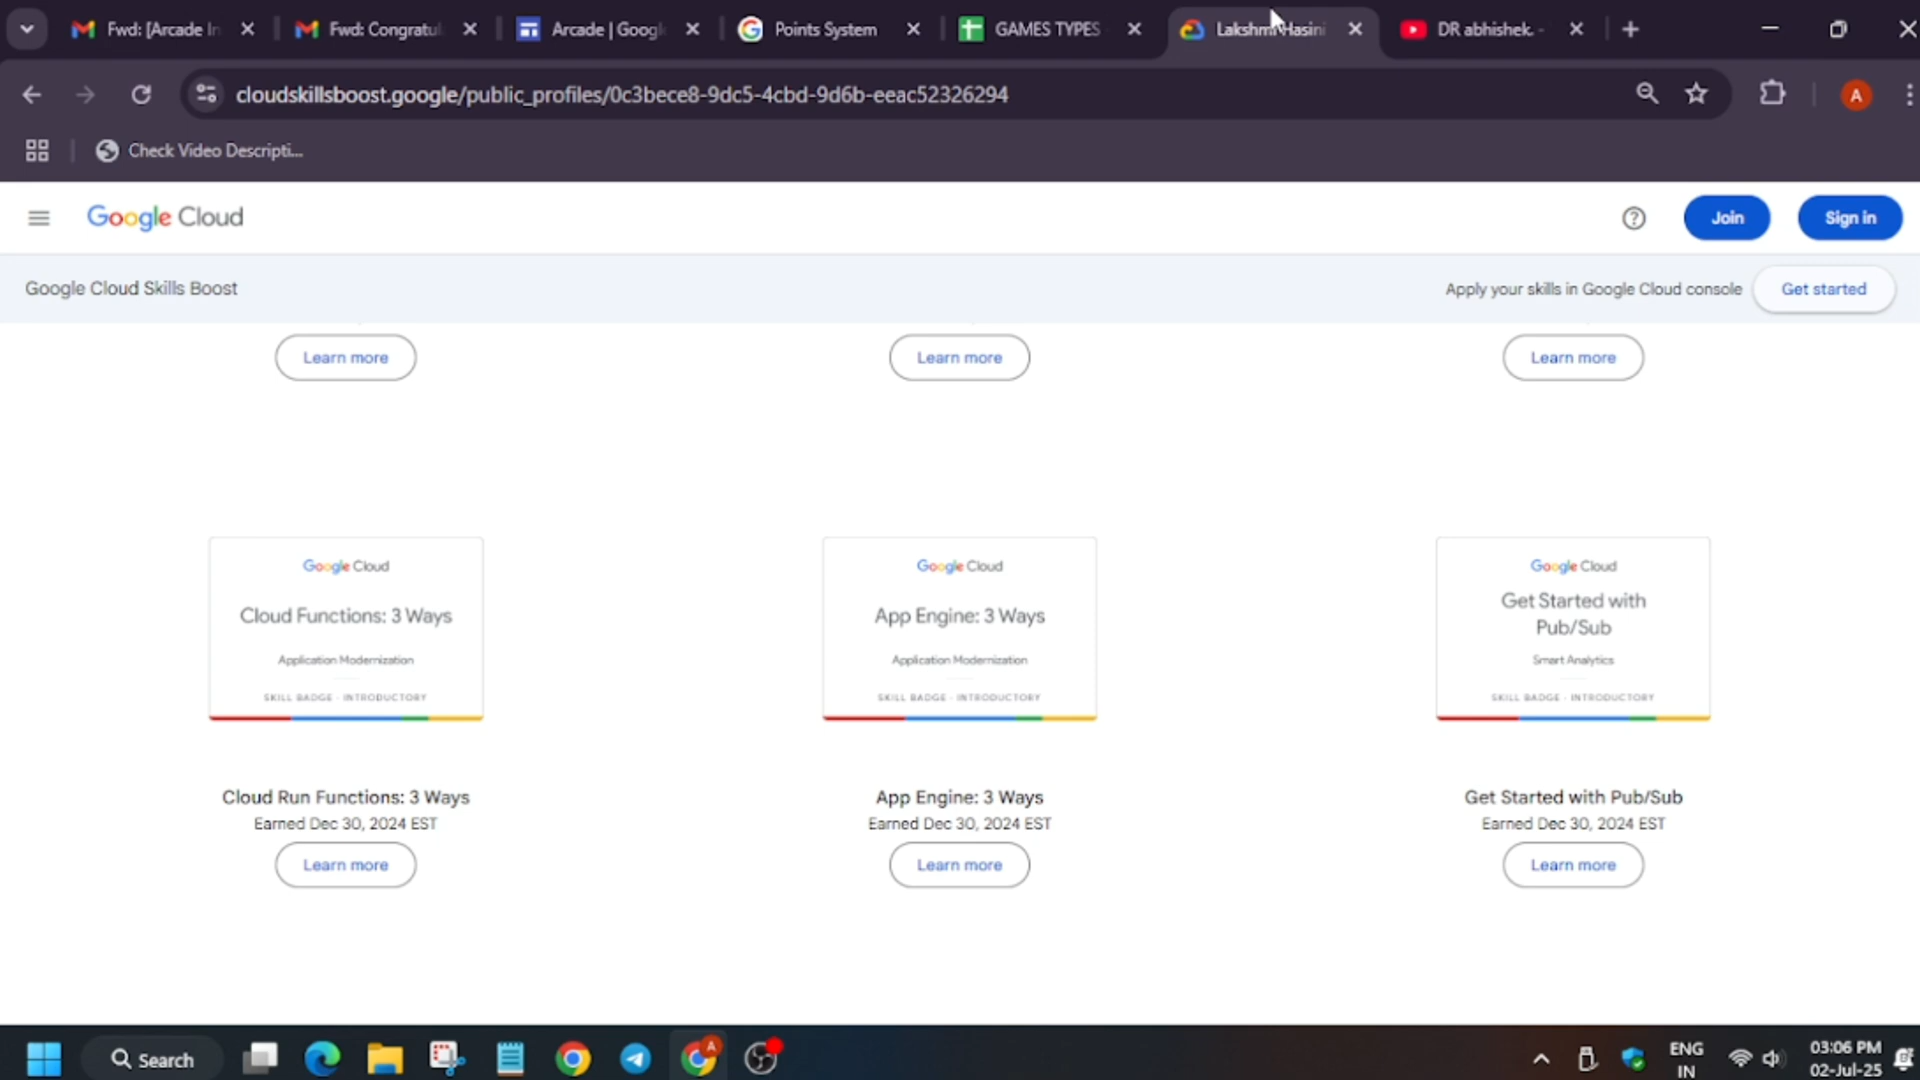 Fwd: [Arcade In
Fwd: Congratul
Arcade | Googl
Points System
GAMES TYPES
Lakshmi Hasini
DR abhishek. -
cloudskillsboost.google/public_profiles/0c3bece8-9dc5-4cbd-9d6b-eeac52326294
A
Check Video Descripti...
Google Cloud
Join
Sign in
Google Cloud Skills Boost
Apply your skills in Google Cloud console
Get started
Learn more
Learn more
Learn more
Google Cloud
Cloud Functions: 3 Ways
Application Modernization
SKILL BADGE · INTRODUCTORY
Google Cloud
App Engine: 3 Ways
Application Modernization
SKILL BADGE · INTRODUCTORY
Google Cloud
Get Started with
Pub/Sub
Smart Analytics
SKILL BADGE · INTRODUCTORY
Cloud Run Functions: 3 Ways
Earned Dec 30, 2024 EST
Learn more
App Engine: 3 Ways
Earned Dec 30, 2024 EST
Learn more
Get Started with Pub/Sub
Earned Dec 30, 2024 EST
Learn more
Search
A
ENG
IN
03:06 PM
02-Jul-25